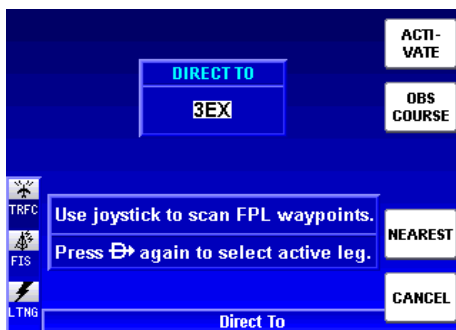 ACTI-
VATE
DIRECT TO
3EX
OBS
COURSE
TRFC
Use joystick to scan FPL waypoints.
Press D→ again to select active leg.
FIS
NEAREST
LTNG
CANCEL
Direct To